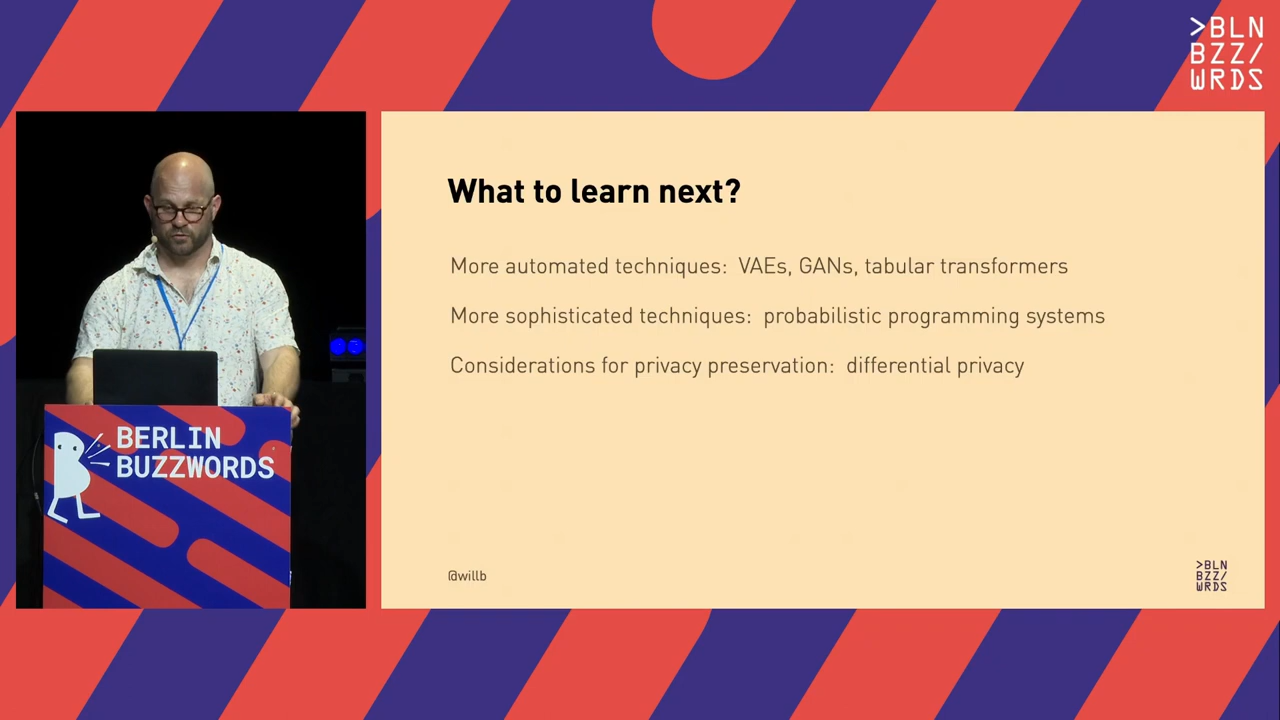 >BLN
BZZ/
WRDS
What to learn next?
More automated techniques: VAEs, GANs, tabular transformers
More sophisticated techniques: probabilistic programming systems
Considerations for privacy preservation: differential privacy
BERLIN
BUZZWORDS
@willb
>BLN
BZZ/
WRDS